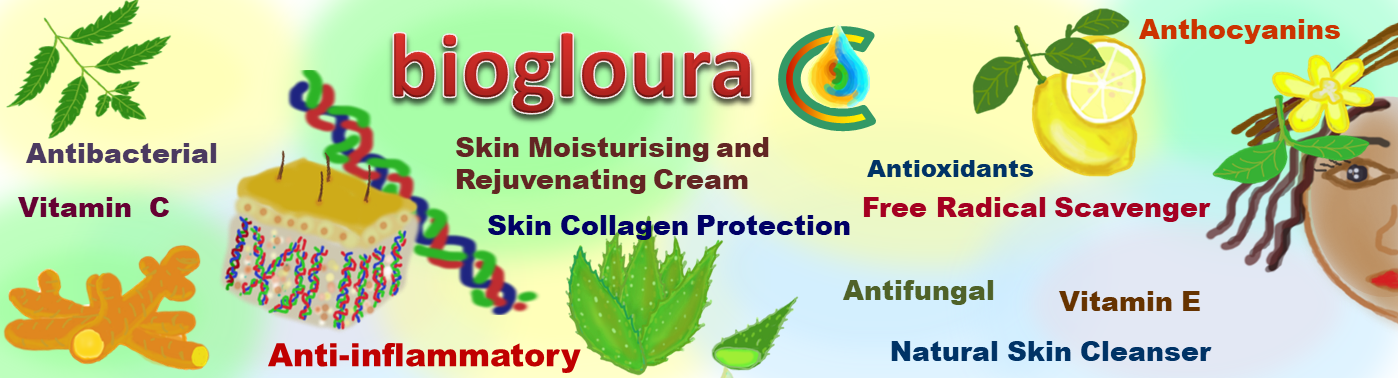 biogloura
Anthocyanins
Antibacterial
Skin Moisturising and
Rejuvenating Cream
Antioxidants
Vitamin C
Free Radical Scavenger
Skin Collagen Protection
Antifungal
Vitamin E
Anti-inflammatory
Natural Skin Cleanser